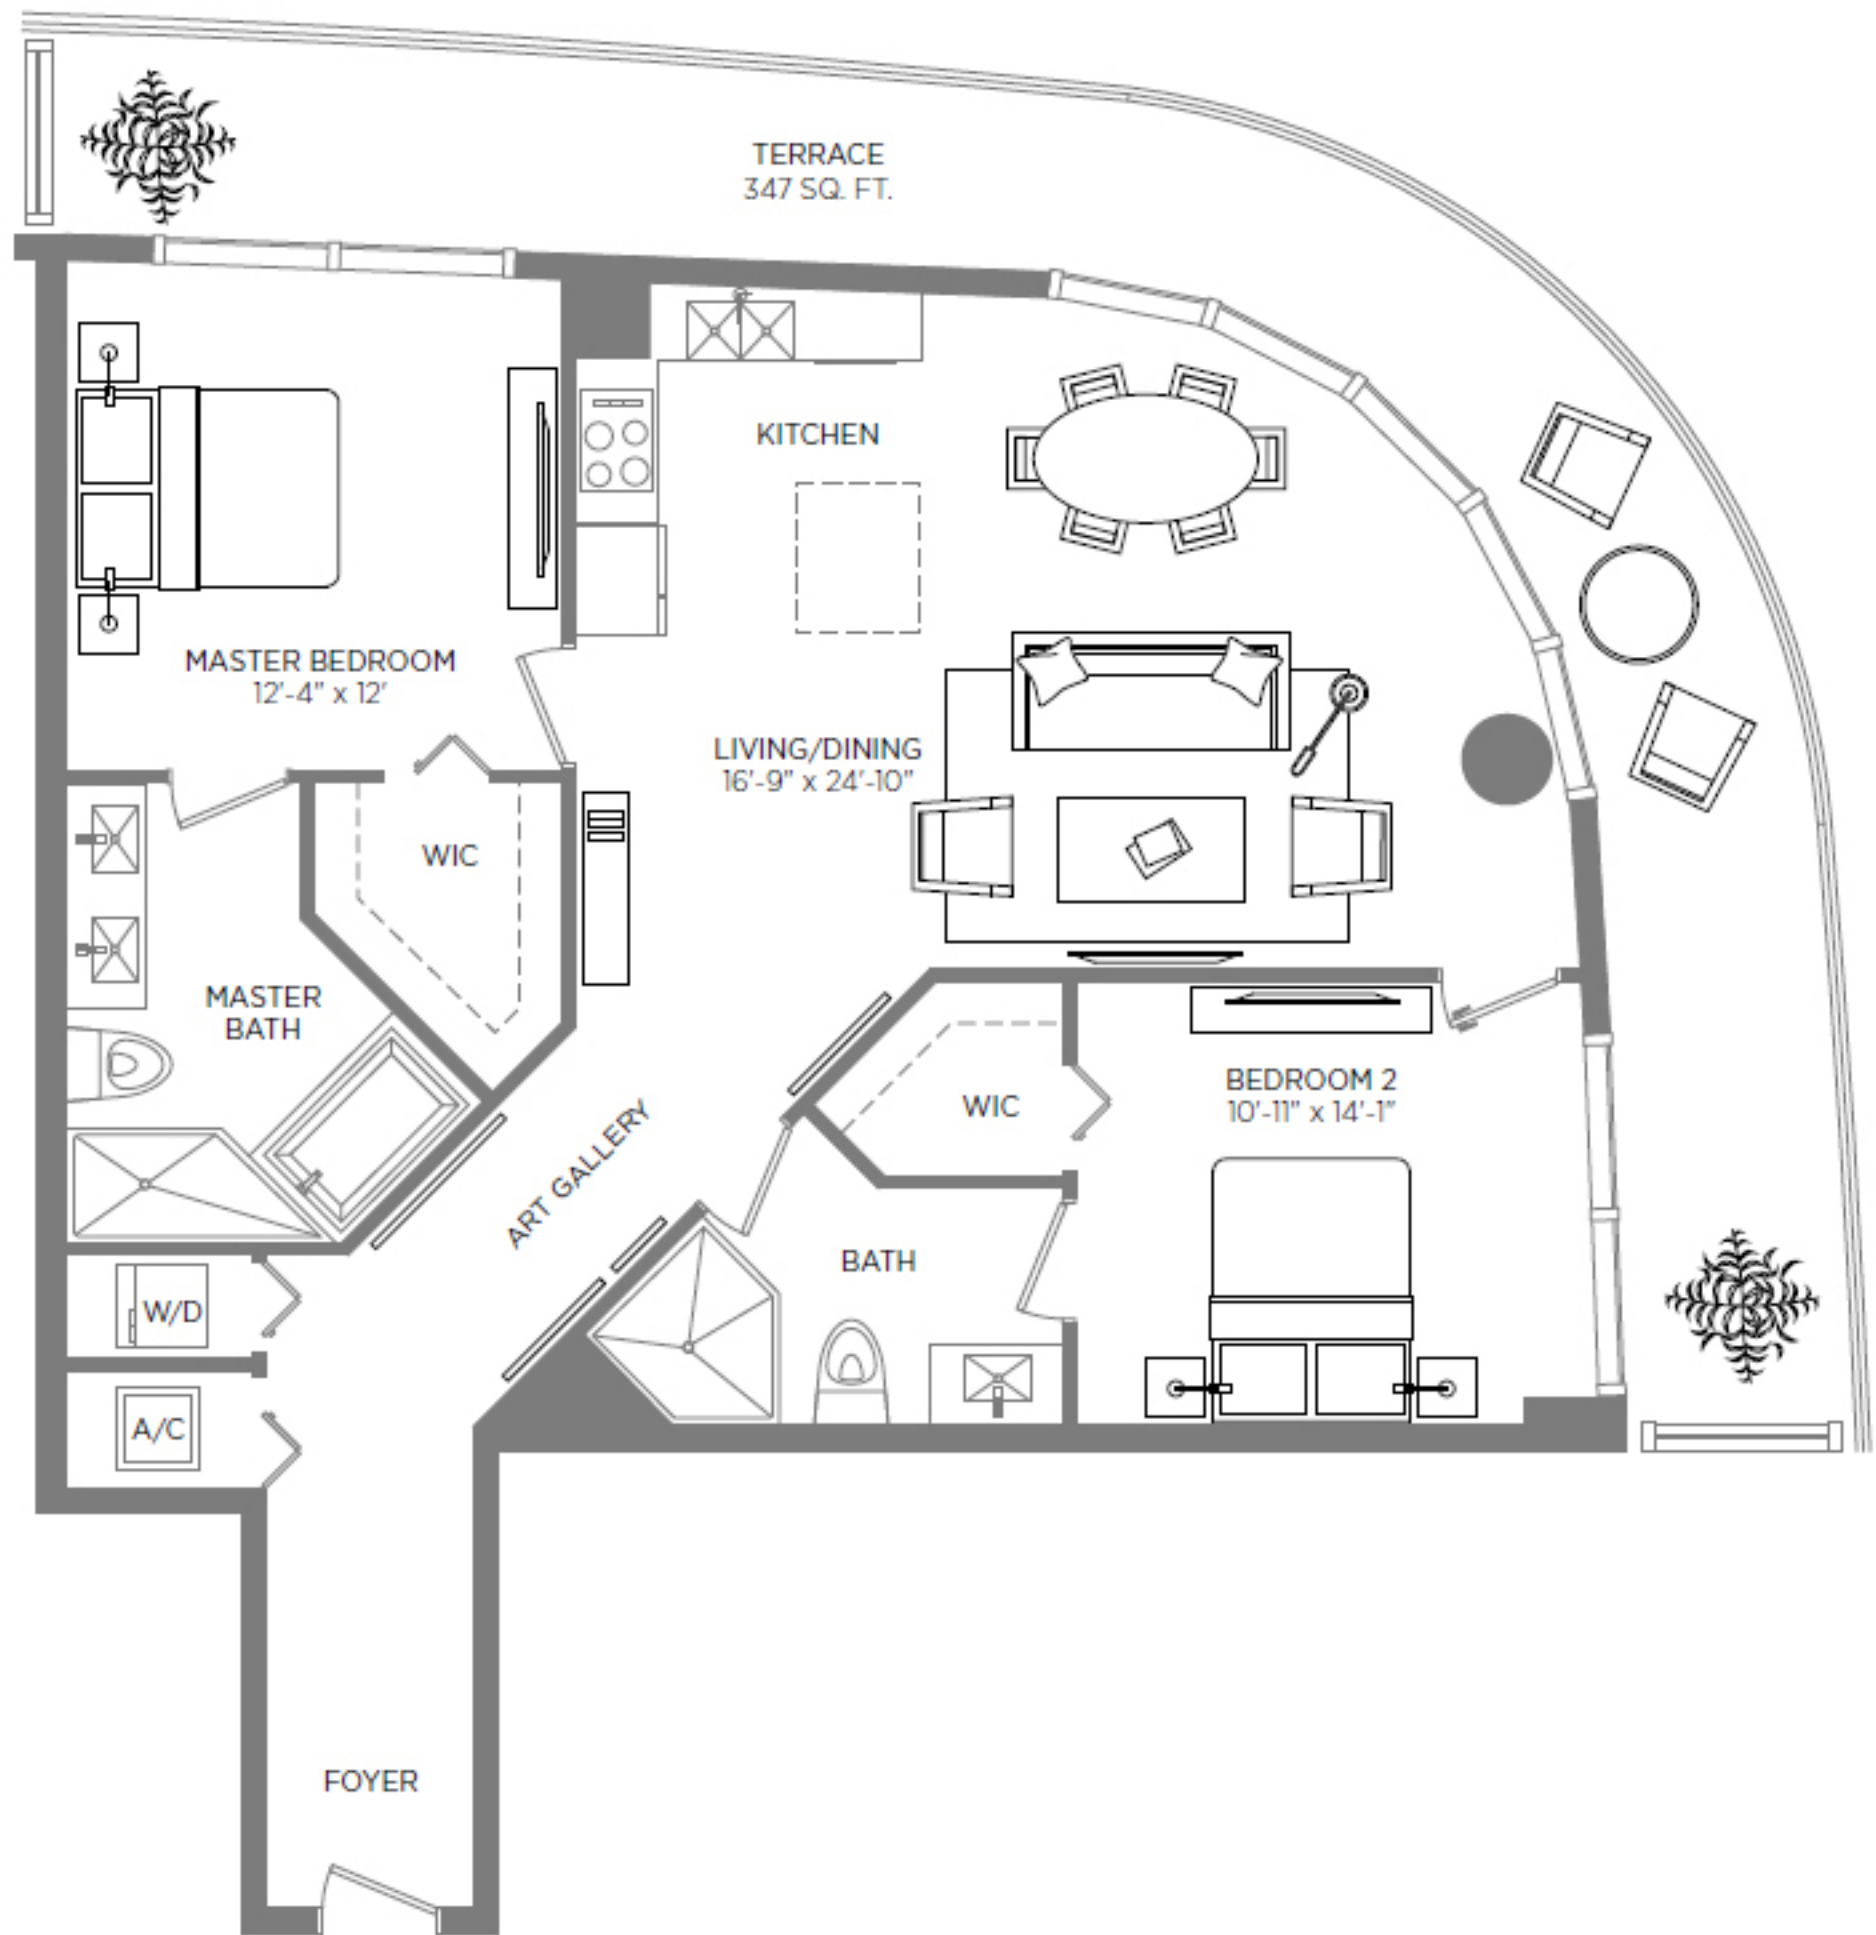 TERRACE
347 SQ. FT.
KITCHEN
MASTER BEDROOM
12'-4" x 12'
LIVING/DINING
16'-9" x 24'-10"
WIC
MASTER
BATH
BEDROOM 2
10'-11" x 14'-1"
WIC
ART GALLERY
BATH
W/D
A/C
FOYER